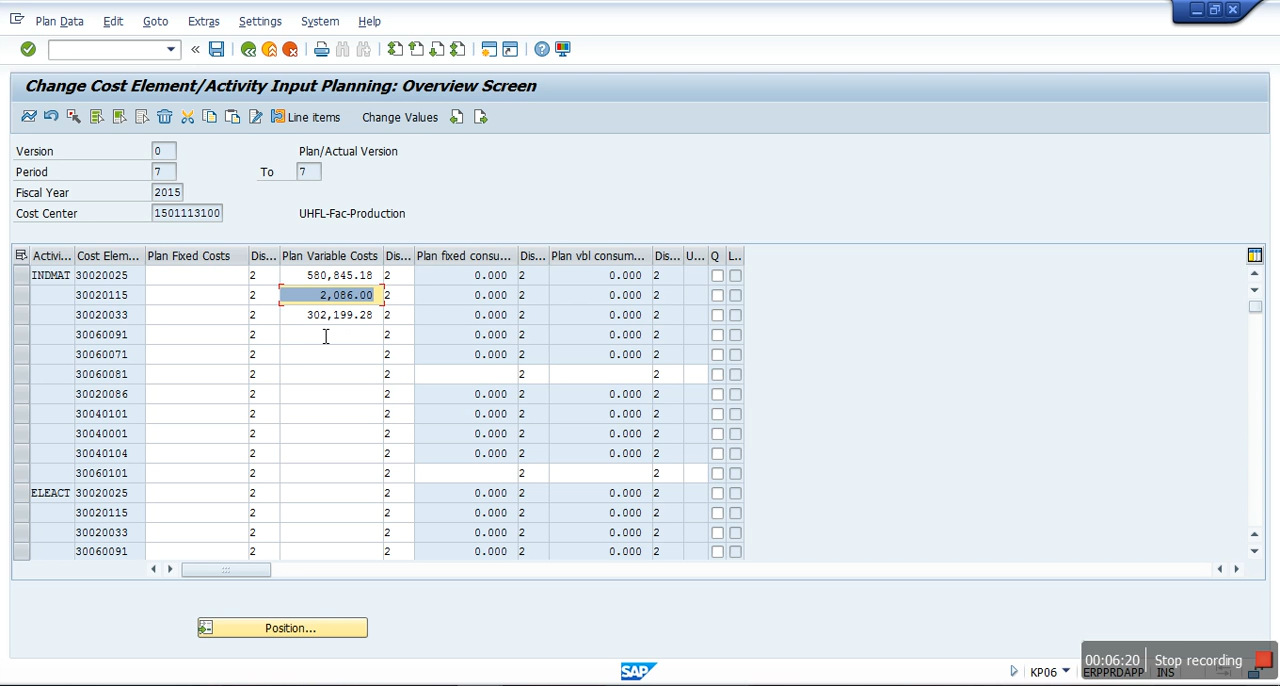 Plan Data Edit Goto Extras Settings System Help
Change Cost Element/Activity Input Planning: Overview Screen
Line items Change Values
Version 0 Plan/Actual Version
Period 7 To 7
Fiscal Year 2015
Cost Center 1501113100 UHFL-Fac-Production
Activi... Cost Elem... Plan Fixed Costs Dis... Plan Variable Costs Dis... Plan fixed consu... Dis... Plan vbl consum... Dis... U... Q L..
INDMAT 30020025 2 580,845.18 2 0.000 2 0.000 2
30020115 2 2,086.00 2 0.000 2 0.000 2
30020033 2 302,199.28 2 0.000 2 0.000 2
30060091 2 2 0.000 2 0.000 2
30060071 2 2 0.000 2 0.000 2
30060081 2 2 2 2
30020086 2 2 0.000 2 0.000 2
30040101 2 2 0.000 2 0.000 2
30040001 2 2 0.000 2 0.000 2
30040104 2 2 0.000 2 0.000 2
30060101 2 2 2 2
ELEACT 30020025 2 2 0.000 2 0.000 2
30020115 2 2 0.000 2 0.000 2
30020033 2 2 0.000 2 0.000 2
30060091 2 2 0.000 2 0.000 2
Position...
00:06:20 Stop recording
SAP KP06 ERPPRDAPP INS